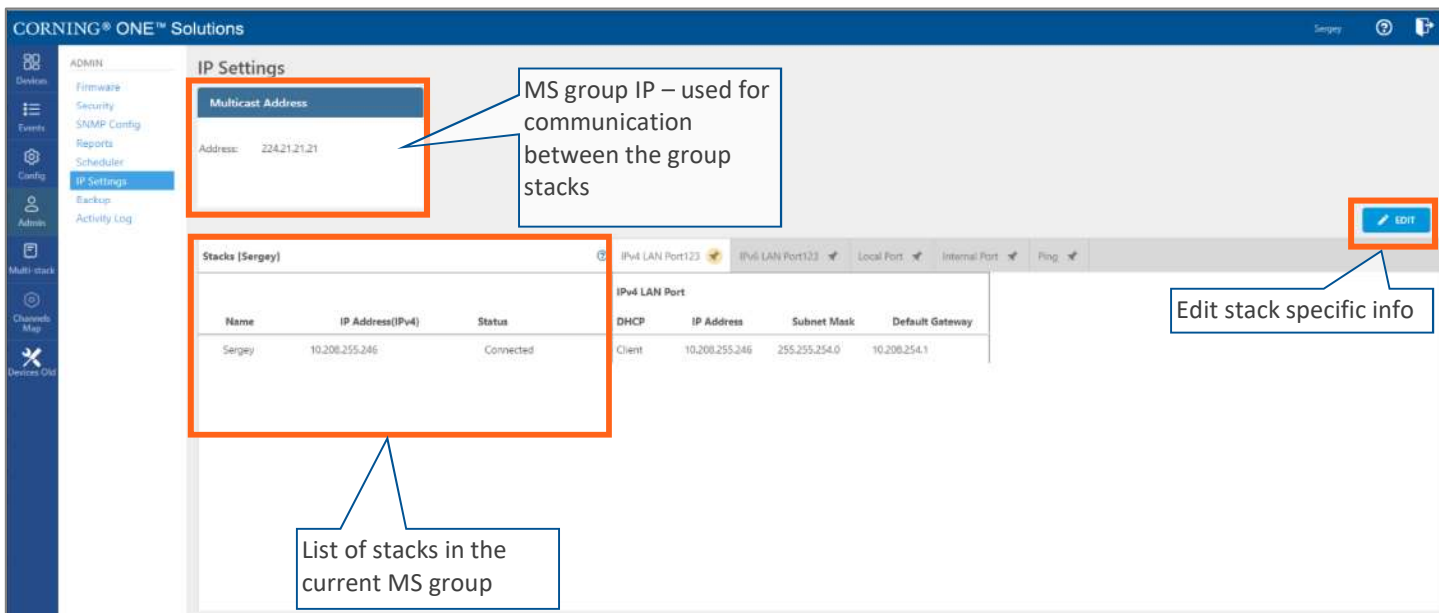 CORNING® ONE™ Solutions
Sergey
Devices
Events
Config
Admin
Multi-stack
Channels
Map
Devices Old
ADMIN
Firmware
Security
SNMP Config
Reports
Scheduler
IP Settings
Backup
Activity Log
IP Settings
Multicast Address
Address: 224.21.21.21
MS group IP – used for
communication
between the group
stacks
EDIT
Edit stack specific info
Stacks (Sergey)
IPv4 LAN Port123 IPv6 LAN Port123 Local Port Internal Port Ping
IPv4 LAN Port
Name IP Address(IPv4) Status DHCP IP Address Subnet Mask Default Gateway
Sergey 10.208.255.246 Connected Client 10.208.255.246 255.255.254.0 10.208.254.1
List of stacks in the
current MS group